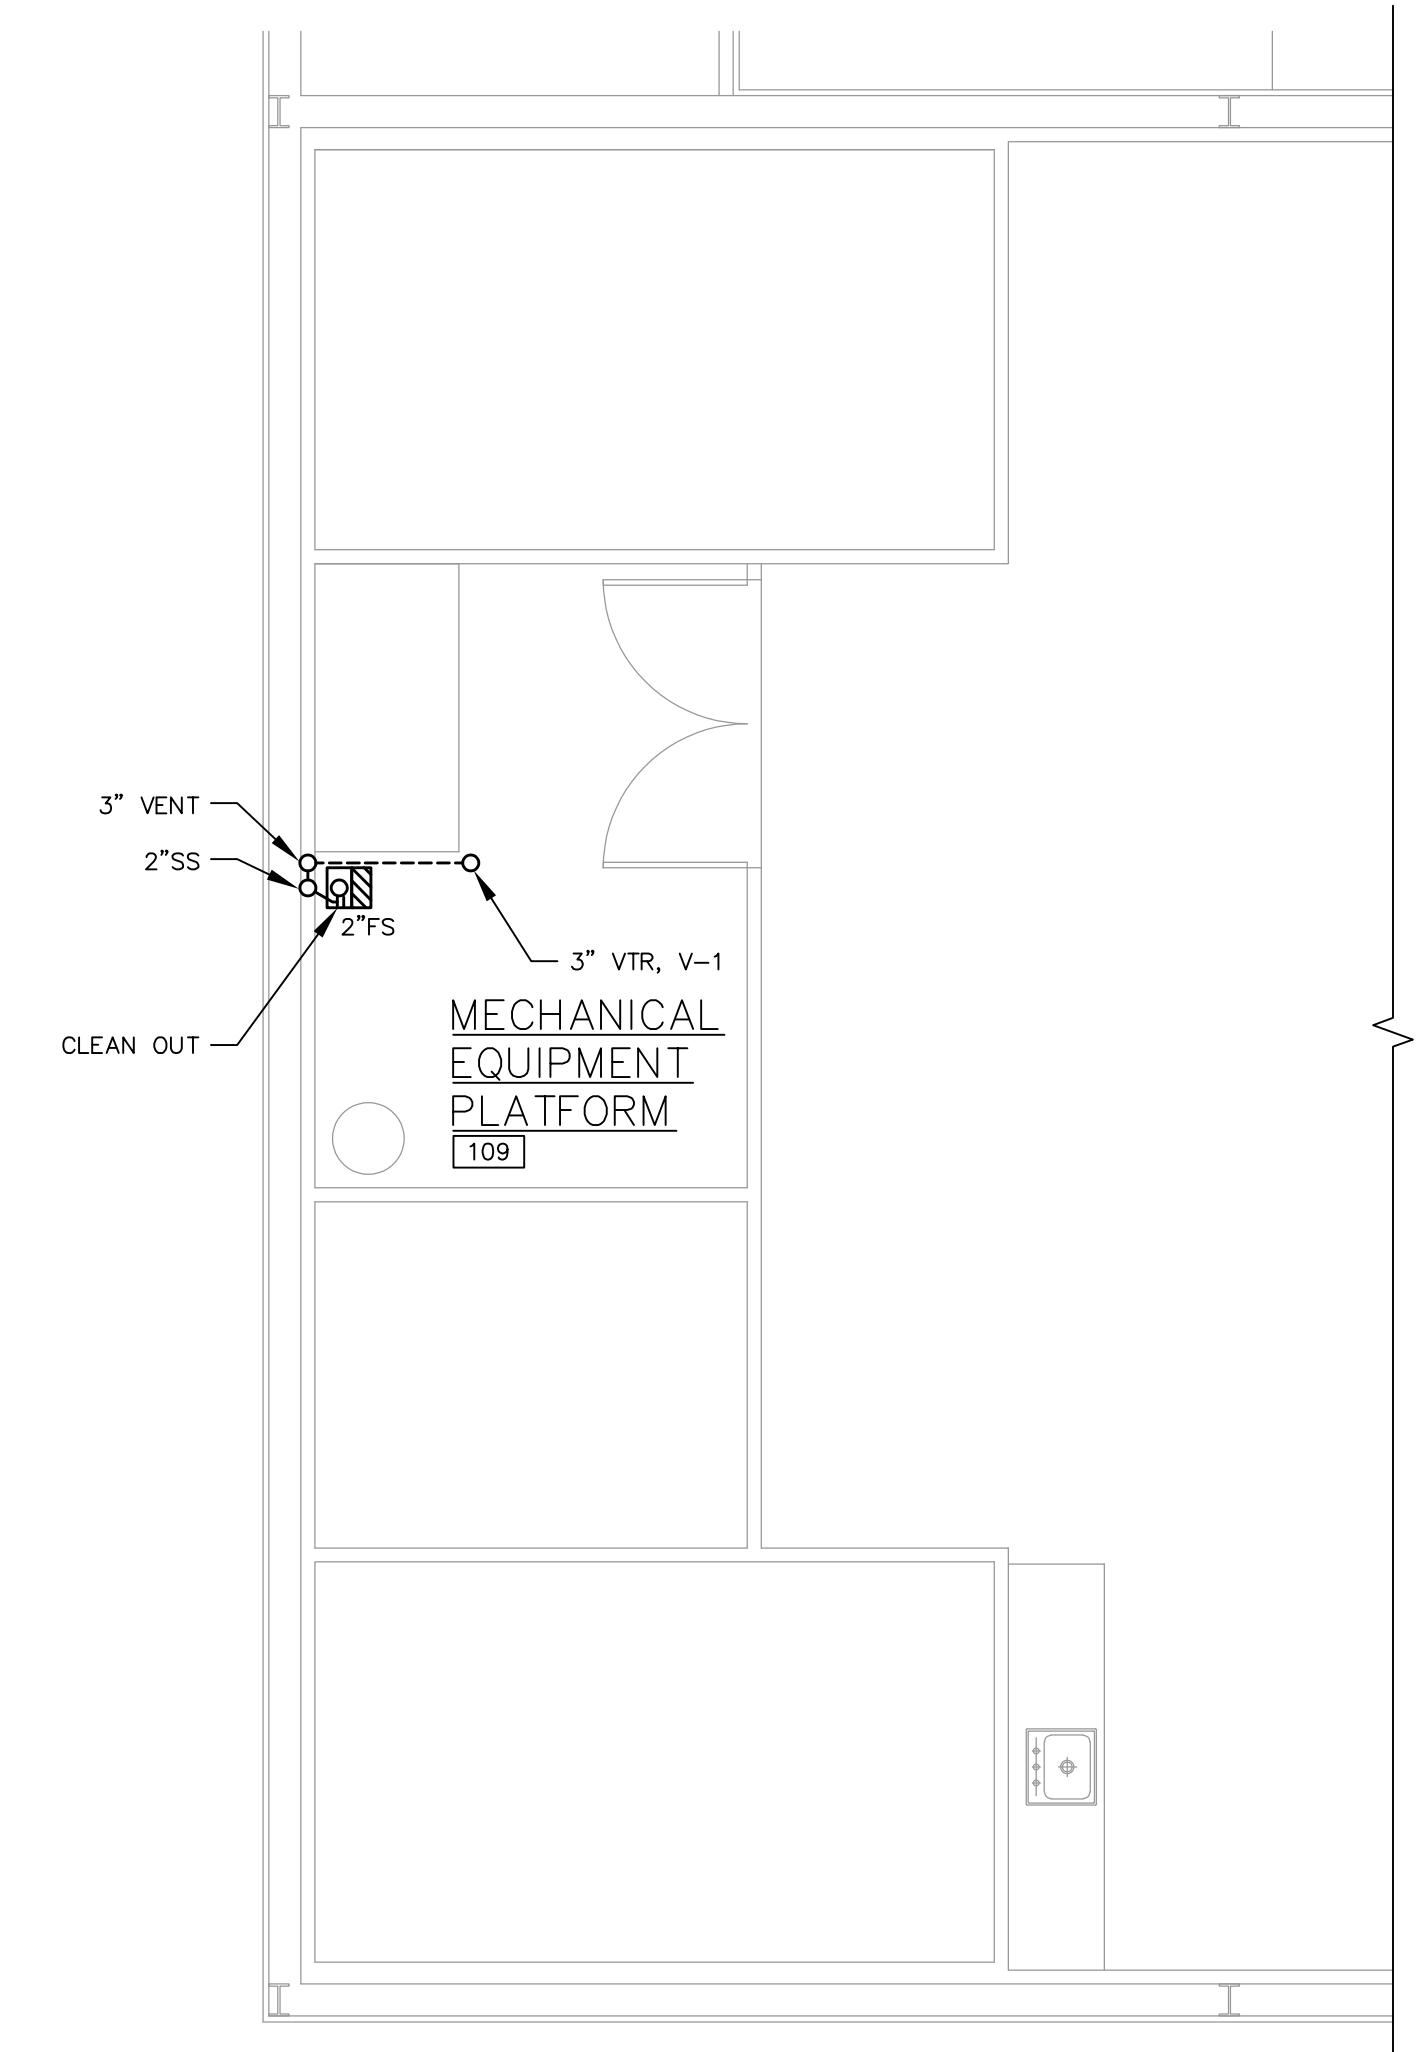 3” VENT
2”SS
2”FS
3” VTR, V-1
CLEAN OUT
MECHANICAL
EQUIPMENT
PLATFORM
109